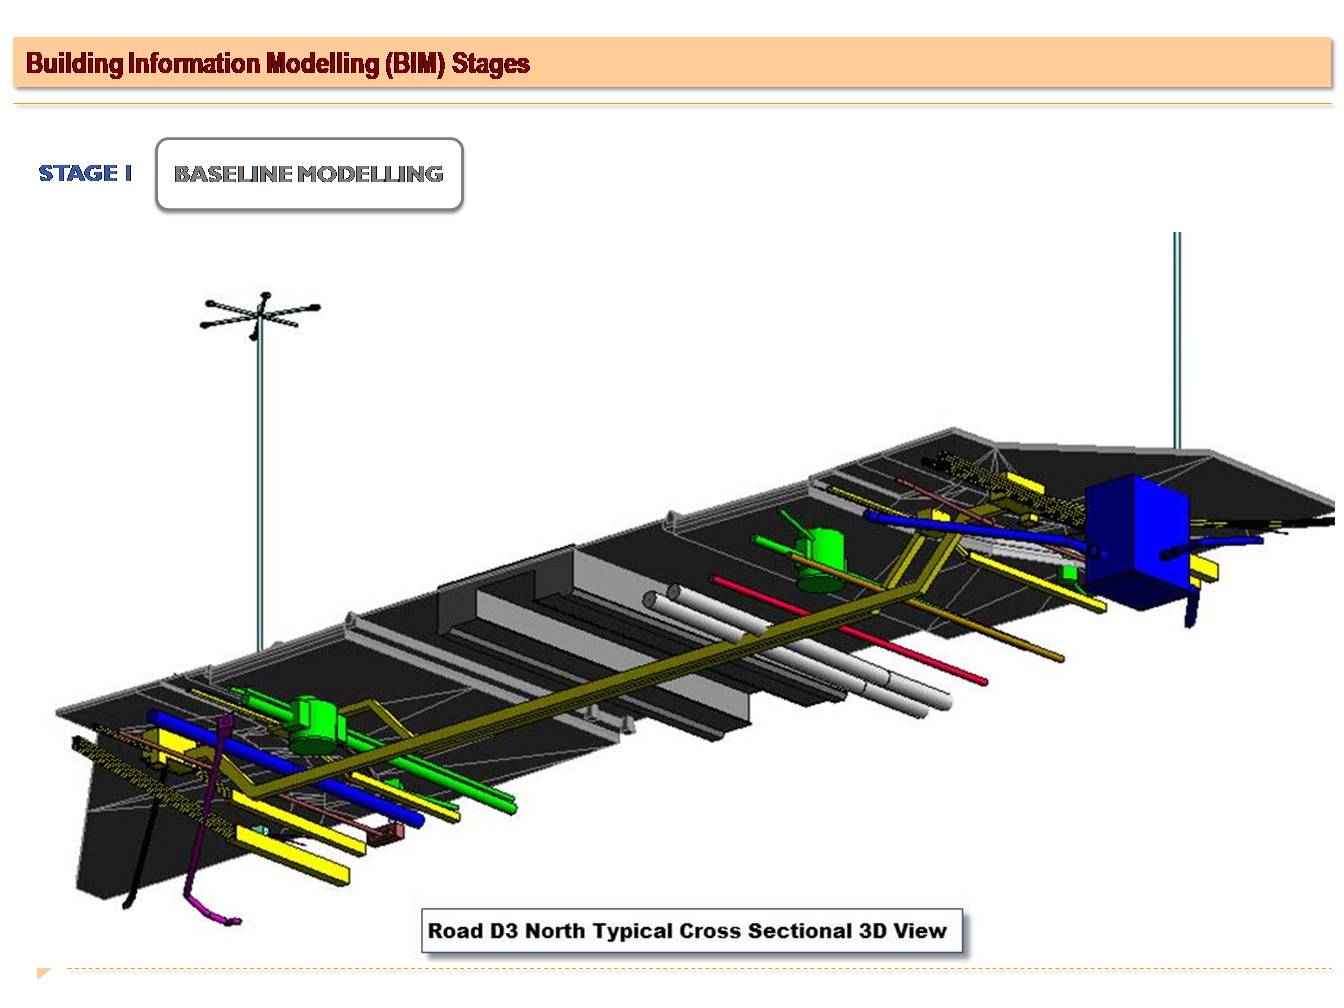 Building Information Modelling (BIM) Stages
STAGE I
BASELINE MODELLING
Road D3 North Typical Cross Sectional 3D View